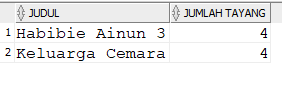 JUDUL JUMLAH TAYANG
1 Habibie Ainun 3 4
2 Keluarga Cemara 4